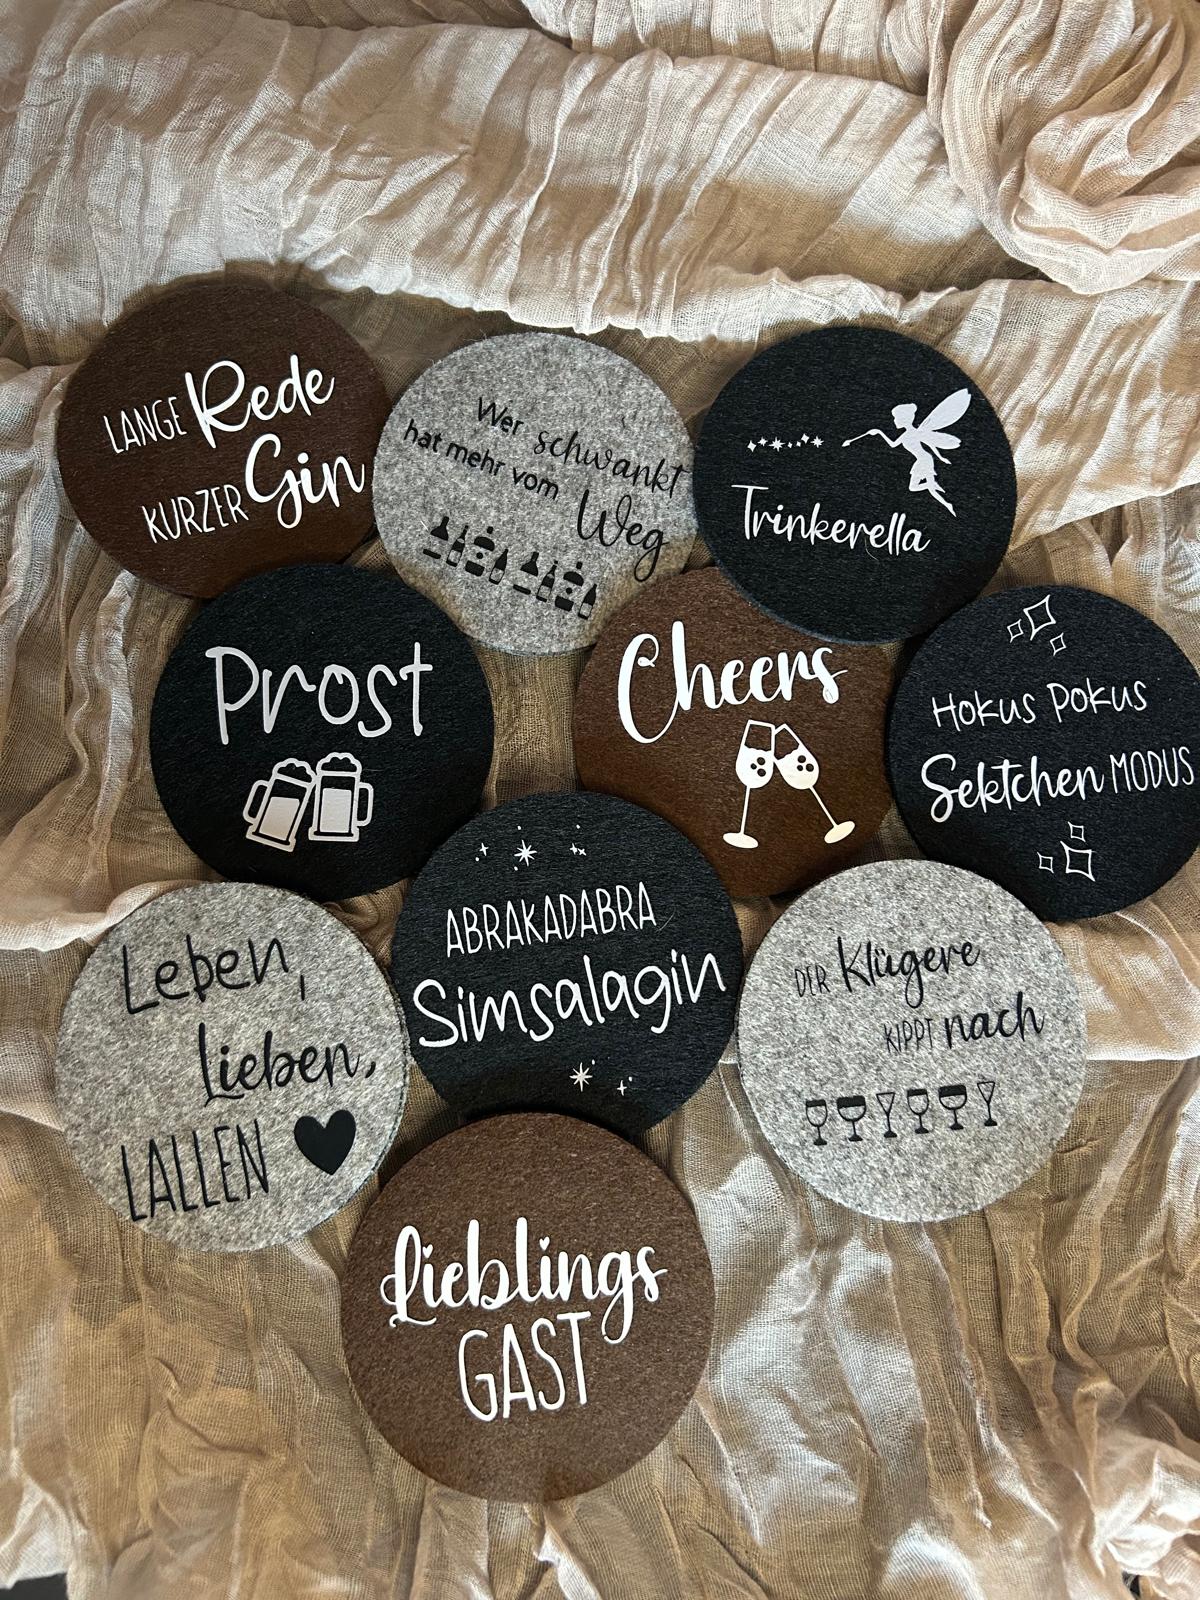 LANGE Rede
KURZER Gin
Wer schwankt
hat mehr vom
Weg
Trinkerella
Prost
Cheers
Hokus Pokus
Sektchen MODUS
ABRAKADABRA
Simsalagin
Leben,
Lieben,
LALLEN
DER Klügere
KIPPT nach
Lieblings
GAST